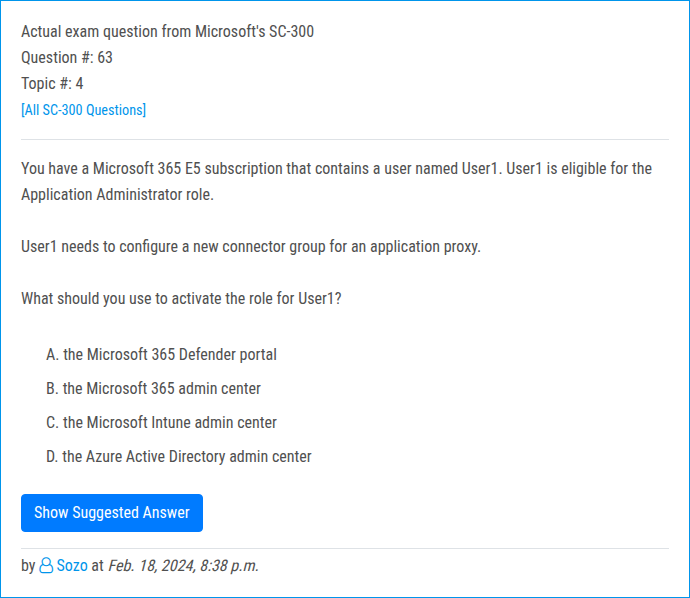 Actual exam question from Microsoft's SC-300
Question #: 63
Topic #: 4
[All SC-300 Questions]
You have a Microsoft 365 E5 subscription that contains a user named User1. User1 is eligible for the
Application Administrator role.
User1 needs to configure a new connector group for an application proxy.
What should you use to activate the role for User1?
A. the Microsoft 365 Defender portal
B. the Microsoft 365 admin center
C. the Microsoft Intune admin center
D. the Azure Active Directory admin center
Show Suggested Answer
by Sozo at Feb. 18, 2024, 8:38 p.m.